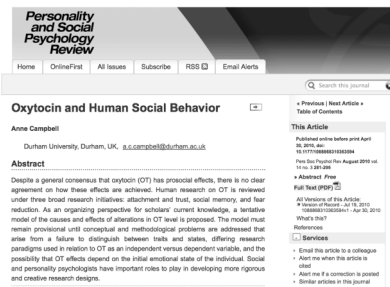 Personality
and Social
Psychology
Review
Home OnlineFirst All Issues Subscribe RSS Email Alerts
Search this journal
Oxytocin and Human Social Behavior
Anne Campbell
Durham University, Durham, UK, a.c.campbell@durham.ac.uk
Abstract
Despite a general consensus that oxytocin (OT) has prosocial effects, there is no clear
agreement on how these effects are achieved. Human research on OT is reviewed
under three broad research initiatives: attachment and trust, social memory, and fear
reduction. As an organizing perspective for scholars' current knowledge, a tentative
model of the causes and effects of alterations in OT level is proposed. The model must
remain provisional until conceptual and methodological problems are addressed that
arise from a failure to distinguish between traits and states, differing research
paradigms used in relation to OT as an independent versus dependent variable, and the
possibility that OT effects depend on the initial emotional state of the individual. Social
and personality psychologists have important roles to play in developing more rigorous
and creative research designs.
« Previous | Next Article »
Table of Contents
This Article
Published online before print April
30, 2010, doi:
10.1177/1088868310363594
Pers Soc Psychol Rev August 2010 vol.
14 no. 3 281-295
» Abstract Free
Full Text (PDF)
All Versions of this Article:
Version of Record - Jul 16, 2010
1088868310363594v1 - Apr 30, 2010
What's this?
References
Services
Email this article to a colleague
Alert me when this article is
cited
Alert me if a correction is posted
Similar articles in this journal